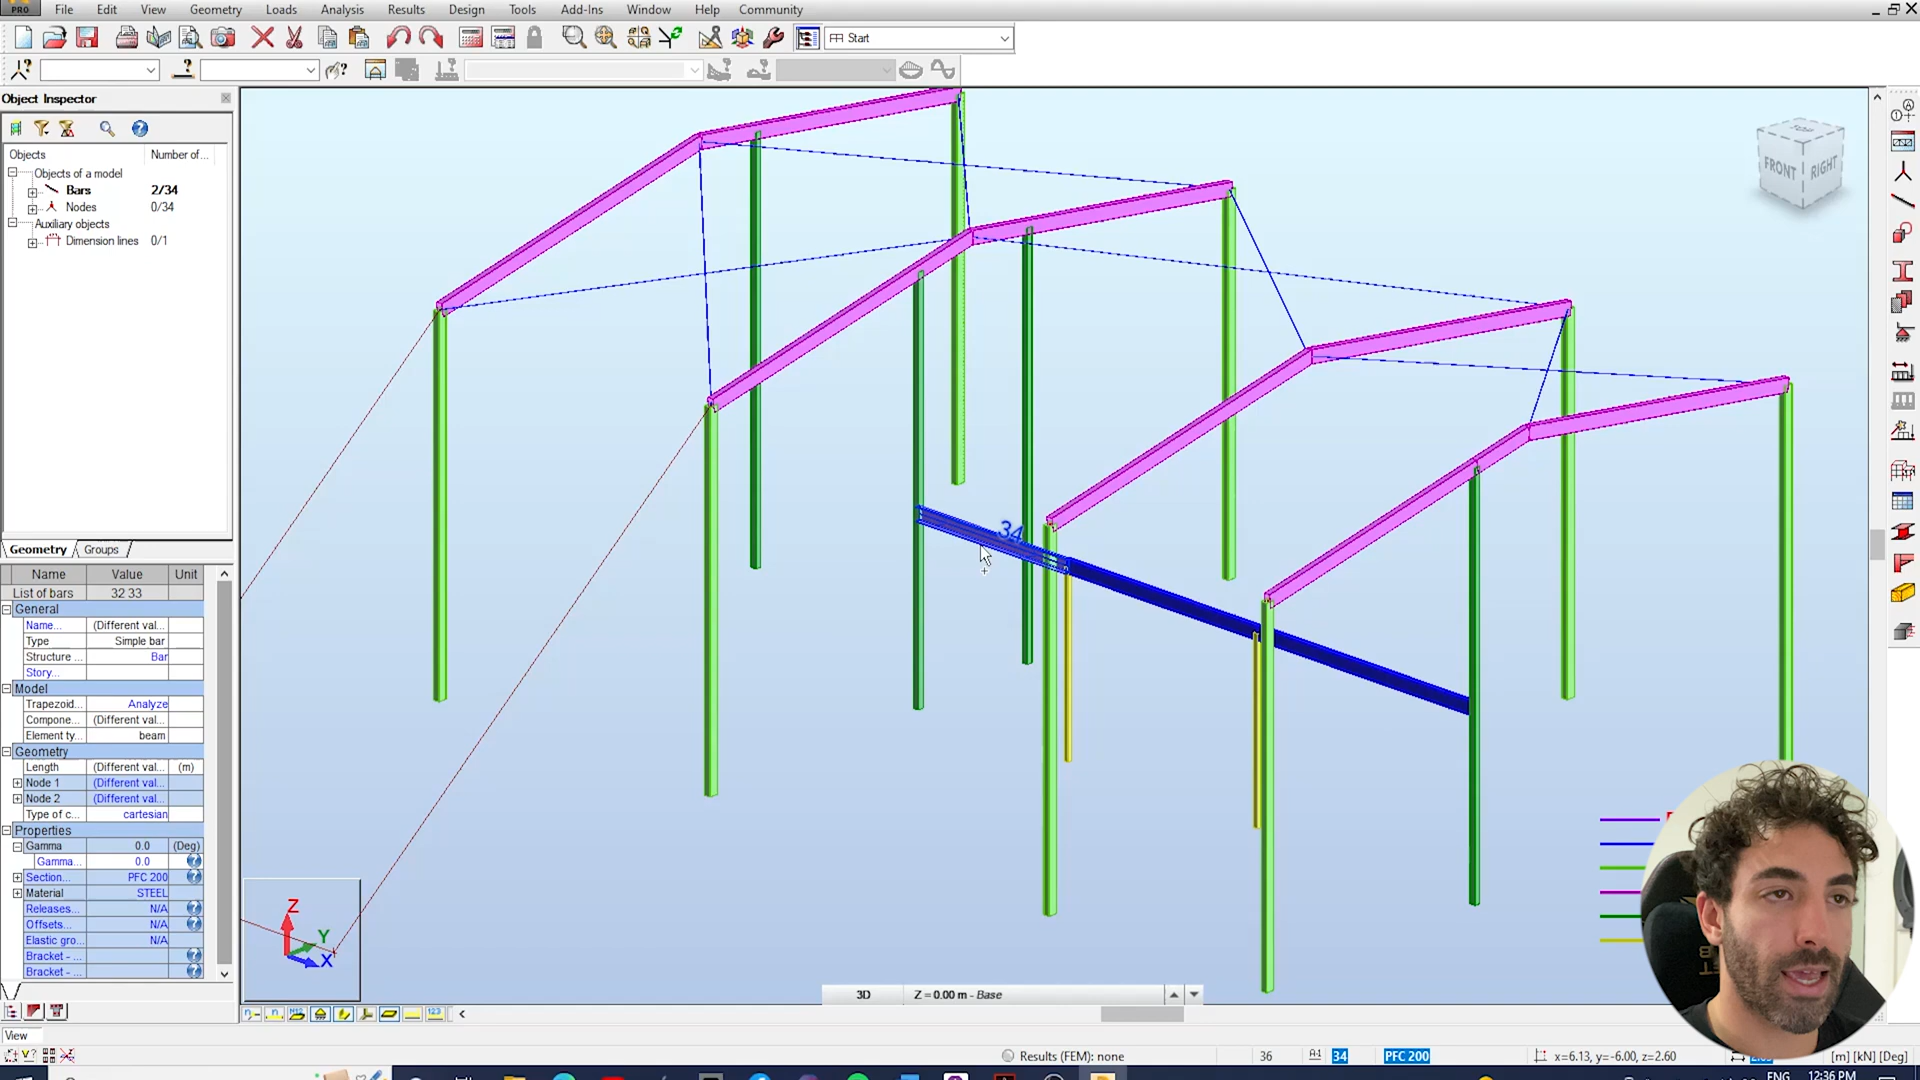 PRO File Edit View Geometry Loads Analysis Results Design Tools Add-Ins Window Help Community
Start
Object Inspector
Objects Number of...
Objects of a model
Bars 2/34
Nodes 0/34
Auxiliary objects
Dimension lines 0/1
Geometry Groups
Name Value Unit
List of bars 32 33
General
Name... (Different val...
Type Simple bar
Structure ... Bar
Story...
Model
Trapezoid... Analyze
Compone... (Different val...
Element ty... beam
Geometry
Length (Different val... (m)
Node 1 (Different val...
Node 2 (Different val...
Type of c... cartesian
Properties
Gamma 0.0 (Deg)
Gamma... 0.0
Section... PFC 200
Material STEEL
Releases... N/A
Offsets... N/A
Elastic gro... N/A
Bracket - ...
Bracket - ...
34
TOP
FRONT RIGHT
Z
Y
X
3D Z = 0.00 m - Base
View
Results (FEM): none 36 34 PFC 200 x=6.13, y=-6.00, z=2.60 [m] [kN] [Deg]
ENG 12:36 PM